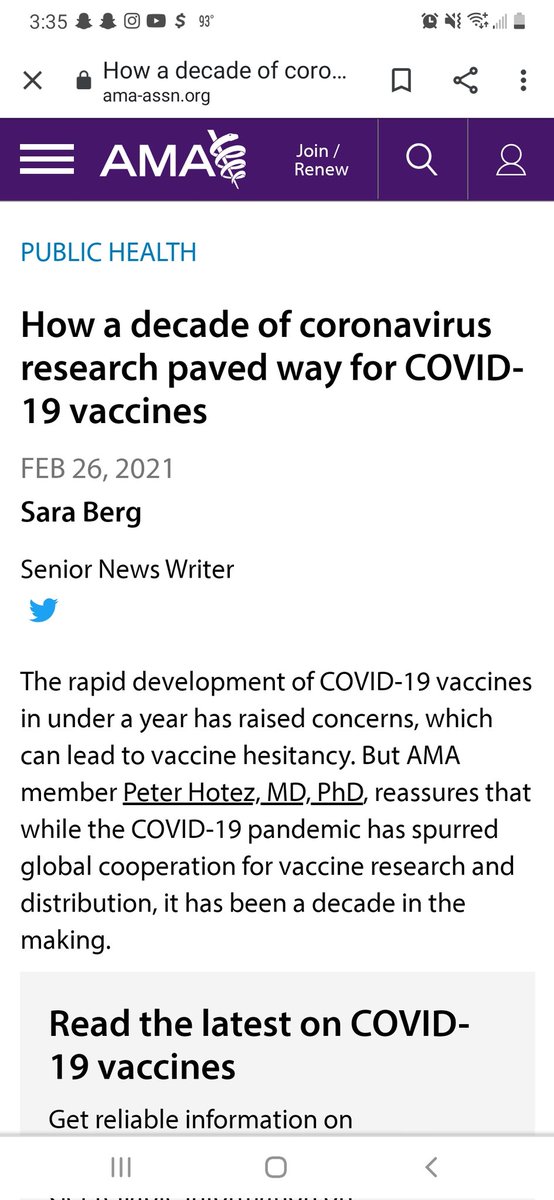 3:35 $ 93°
How a decade of coro...
ama-assn.org
AMA
Join /
Renew
PUBLIC HEALTH
How a decade of coronavirus
research paved way for COVID-
19 vaccines
FEB 26, 2021
Sara Berg
Senior News Writer
The rapid development of COVID-19 vaccines
in under a year has raised concerns, which
can lead to vaccine hesitancy. But AMA
member Peter Hotez, MD, PhD, reassures that
while the COVID-19 pandemic has spurred
global cooperation for vaccine research and
distribution, it has been a decade in the
making.
Read the latest on COVID-
19 vaccines
Get reliable information on